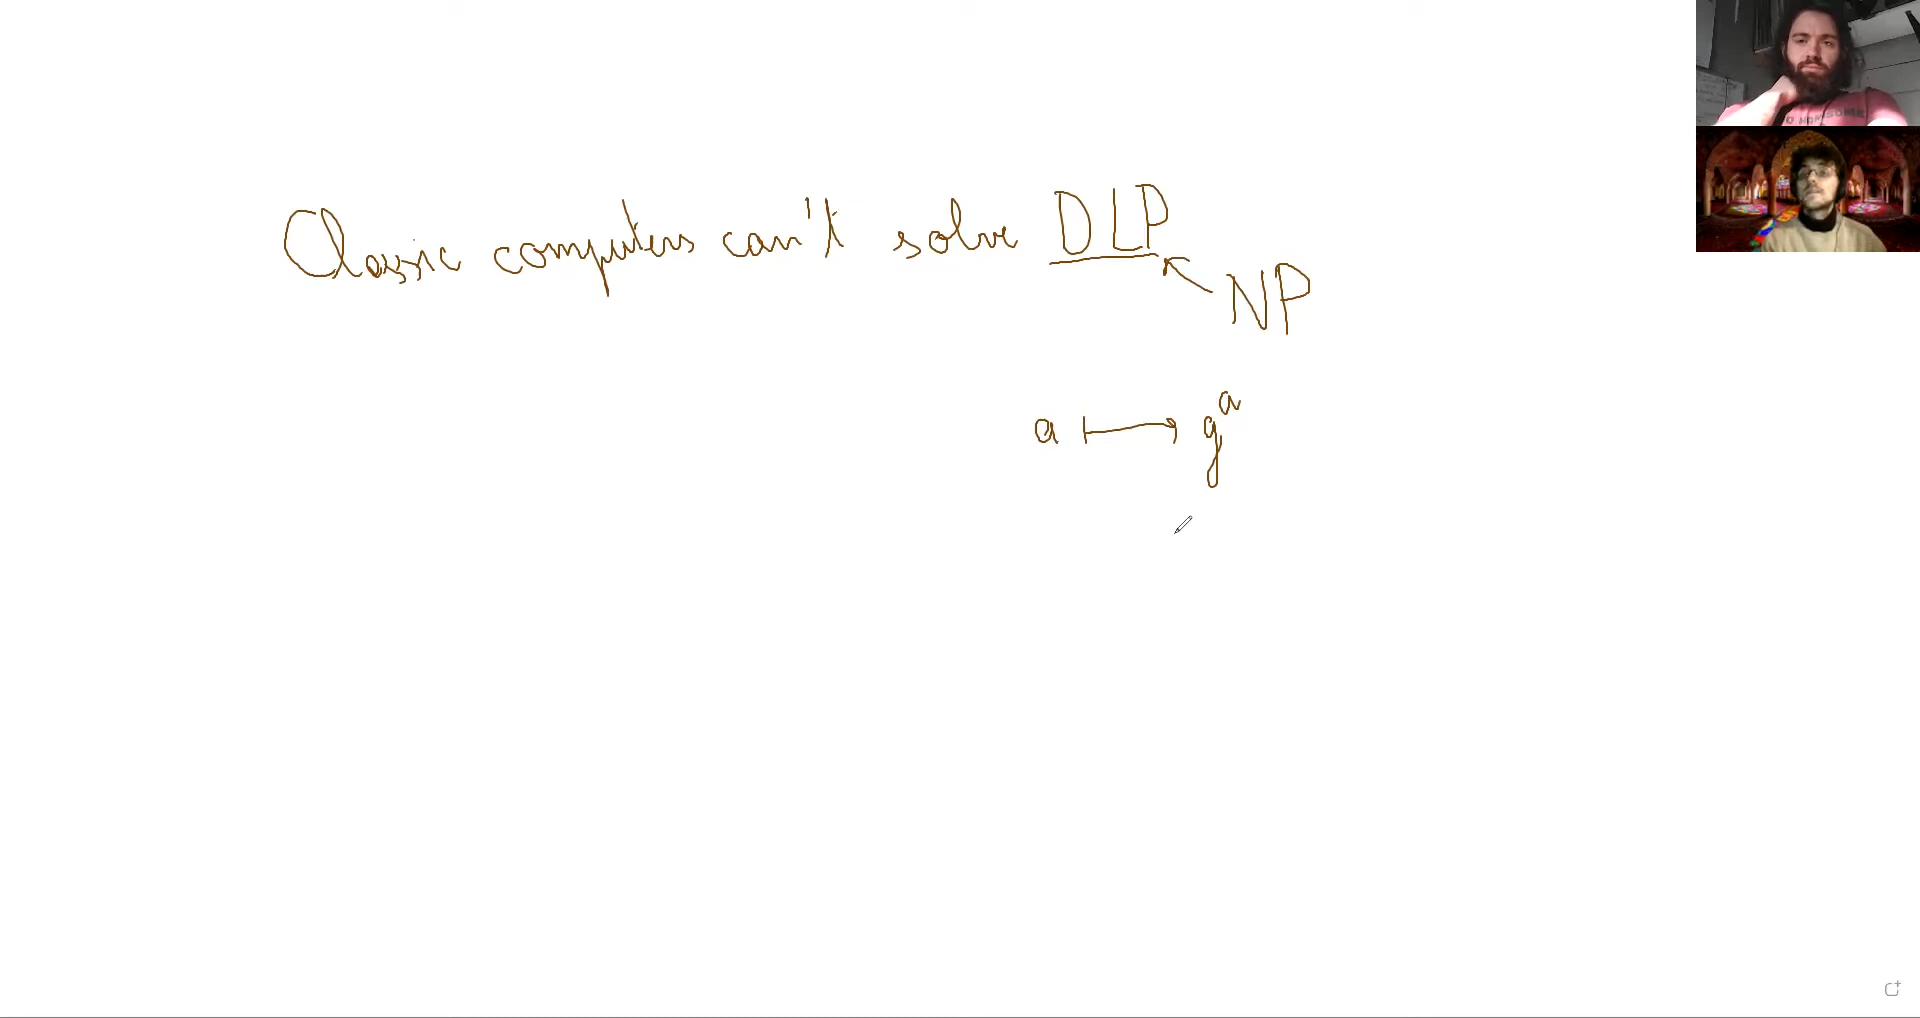 Classic computers can't solve DLP
NP
a ↦ g^a